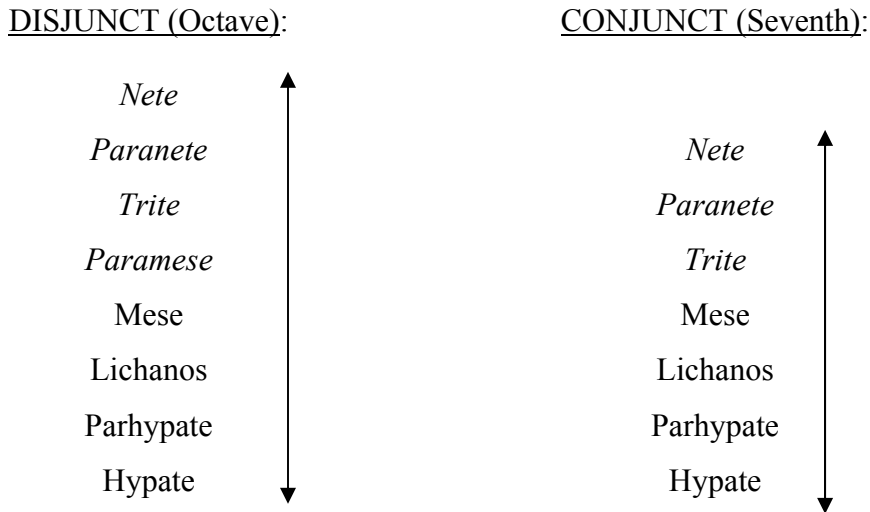 DISJUNCT (Octave):
Nete
Paranete
Trite
Paramese
Mese
Lichanos
Parhypate
Hypate
CONJUNCT (Seventh):
Nete
Paranete
Trite
Mese
Lichanos
Parhypate
Hypate